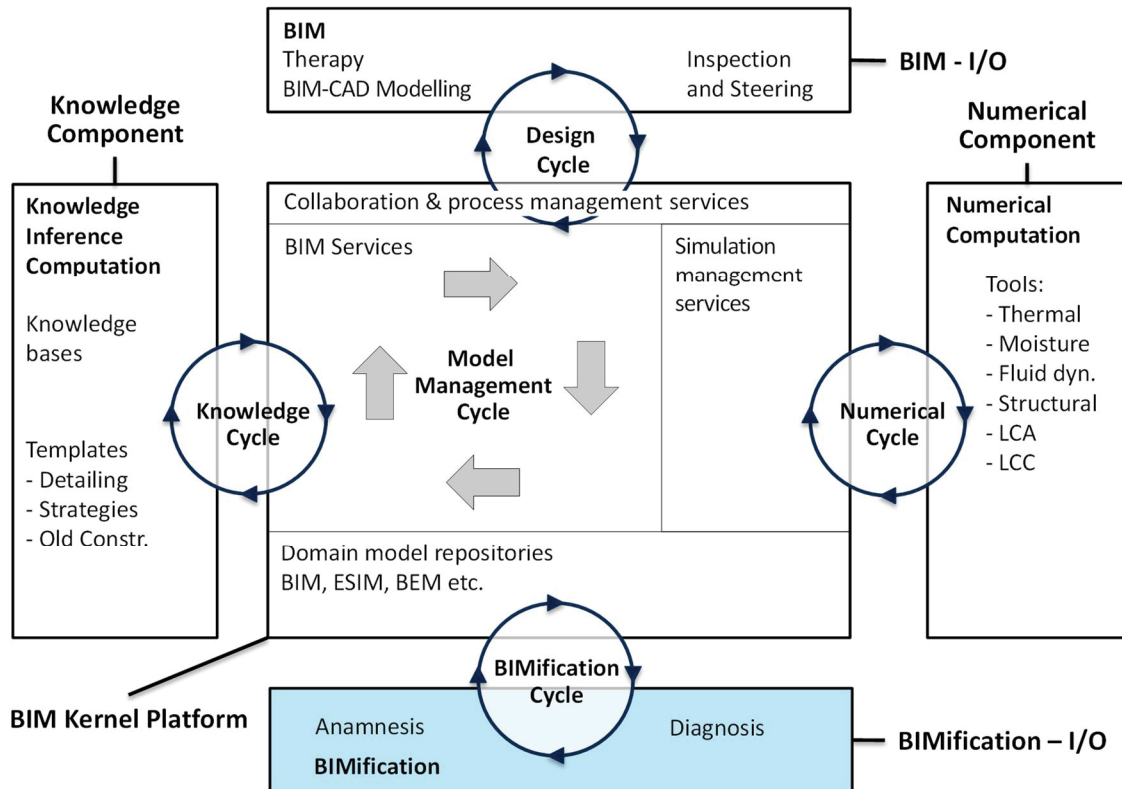 BIM
Therapy
BIM-CAD Modelling
Inspection
and Steering
BIM - I/O
Knowledge
Component
Numerical
Component
Design
Cycle
Knowledge
Inference
Computation
Knowledge
bases
Templates
- Detailing
- Strategies
- Old Constr.
Knowledge
Cycle
Collaboration & process management services
BIM Services
Simulation
management
services
Model
Management
Cycle
Domain model repositories
BIM, ESIM, BEM etc.
Numerical
Cycle
Numerical
Computation
Tools:
- Thermal
- Moisture
- Fluid dyn.
- Structural
- LCA
- LCC
BIM Kernel Platform
BIMification
Cycle
Anamnesis
BIMification
Diagnosis
BIMification – I/O